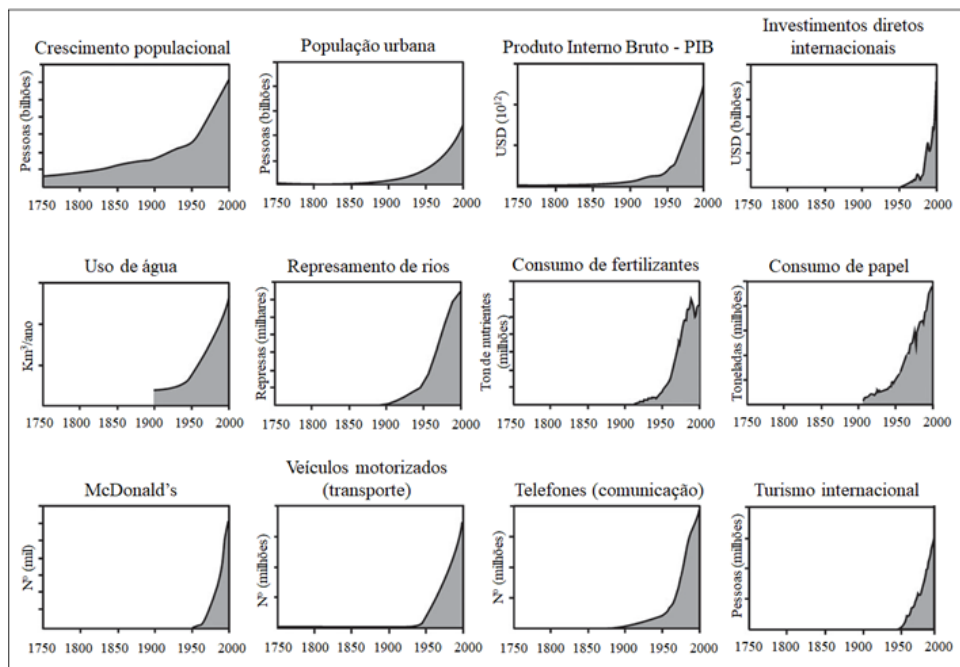 Crescimento populacional
Pessoas (bilhões)
1750 1800 1850 1900 1950 2000
População urbana
Pessoas (bilhões)
1750 1800 1850 1900 1950 2000
Produto Interno Bruto - PIB
USD (10¹²)
1750 1800 1850 1900 1950 2000
Investimentos diretos
internacionais
USD (bilhões)
1750 1800 1850 1900 1950 2000
Uso de água
Km³/ano
1750 1800 1850 1900 1950 2000
Represamento de rios
Represas (milhares)
1750 1800 1850 1900 1950 2000
Consumo de fertilizantes
Ton de nutrientes
(milhões)
1750 1800 1850 1900 1950 2000
Consumo de papel
Toneladas (milhões)
1750 1800 1850 1900 1950 2000
McDonald's
Nº (mil)
1750 1800 1850 1900 1950 2000
Veículos motorizados
(transporte)
Nº (milhões)
1750 1800 1850 1900 1950 2000
Telefones (comunicação)
Nº (milhões)
1750 1800 1850 1900 1950 2000
Turismo internacional
Pessoas (milhões)
1750 1800 1850 1900 1950 2000